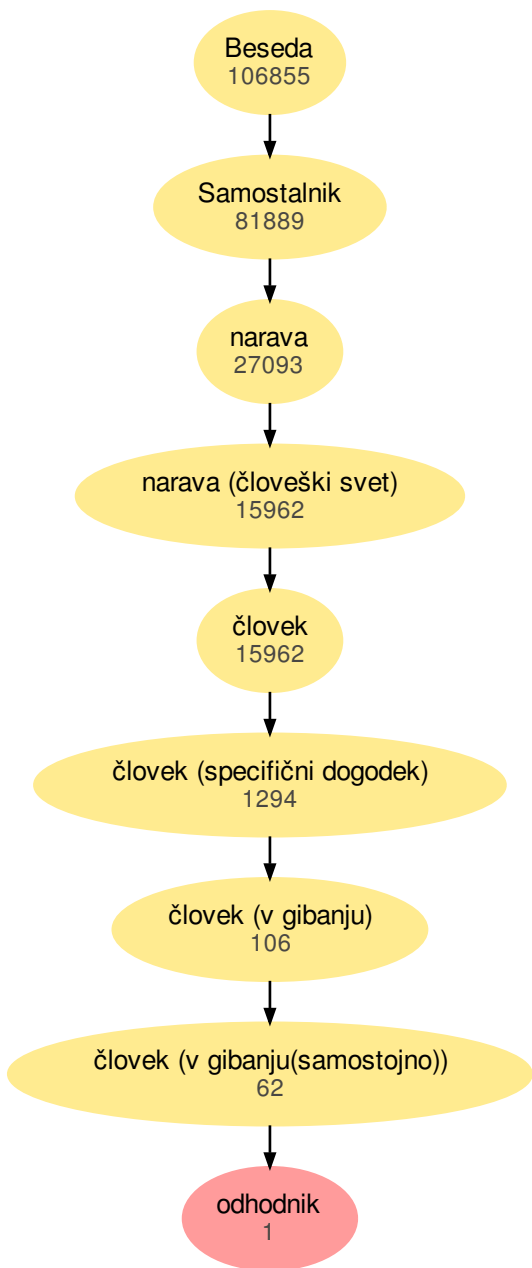 Beseda
106855
Samostalnik
81889
narava
27093
narava (človeški svet)
15962
človek
15962
človek (specifični dogodek)
1294
človek (v gibanju)
106
človek (v gibanju(samostojno))
62
odhodnik
1